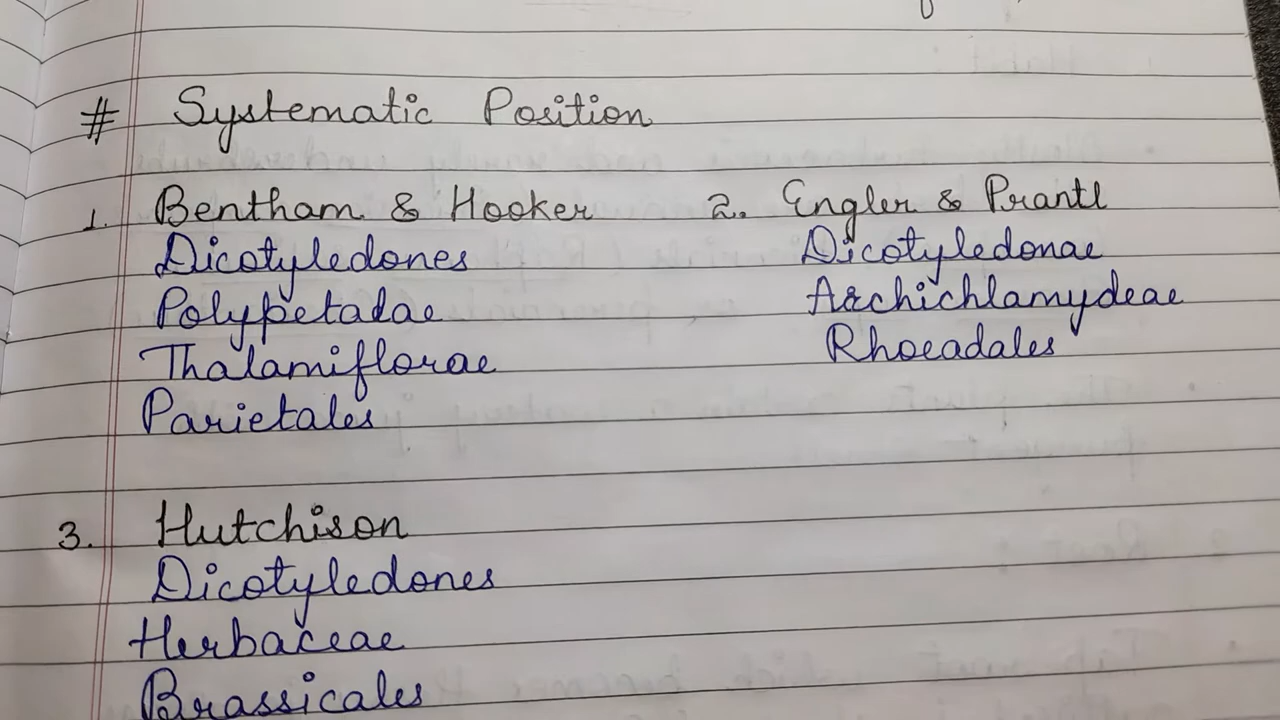 # Systematic Position
1. Bentham & Hooker
Dicotyledones
Polypetalae
Thalamiflorae
Parietales
2. Engler & Prantl
Dicotyledonae
Archichlamydeae
Rhoeadales
3. Hutchison
Dicotyledones
Herbaceae
Brassicales